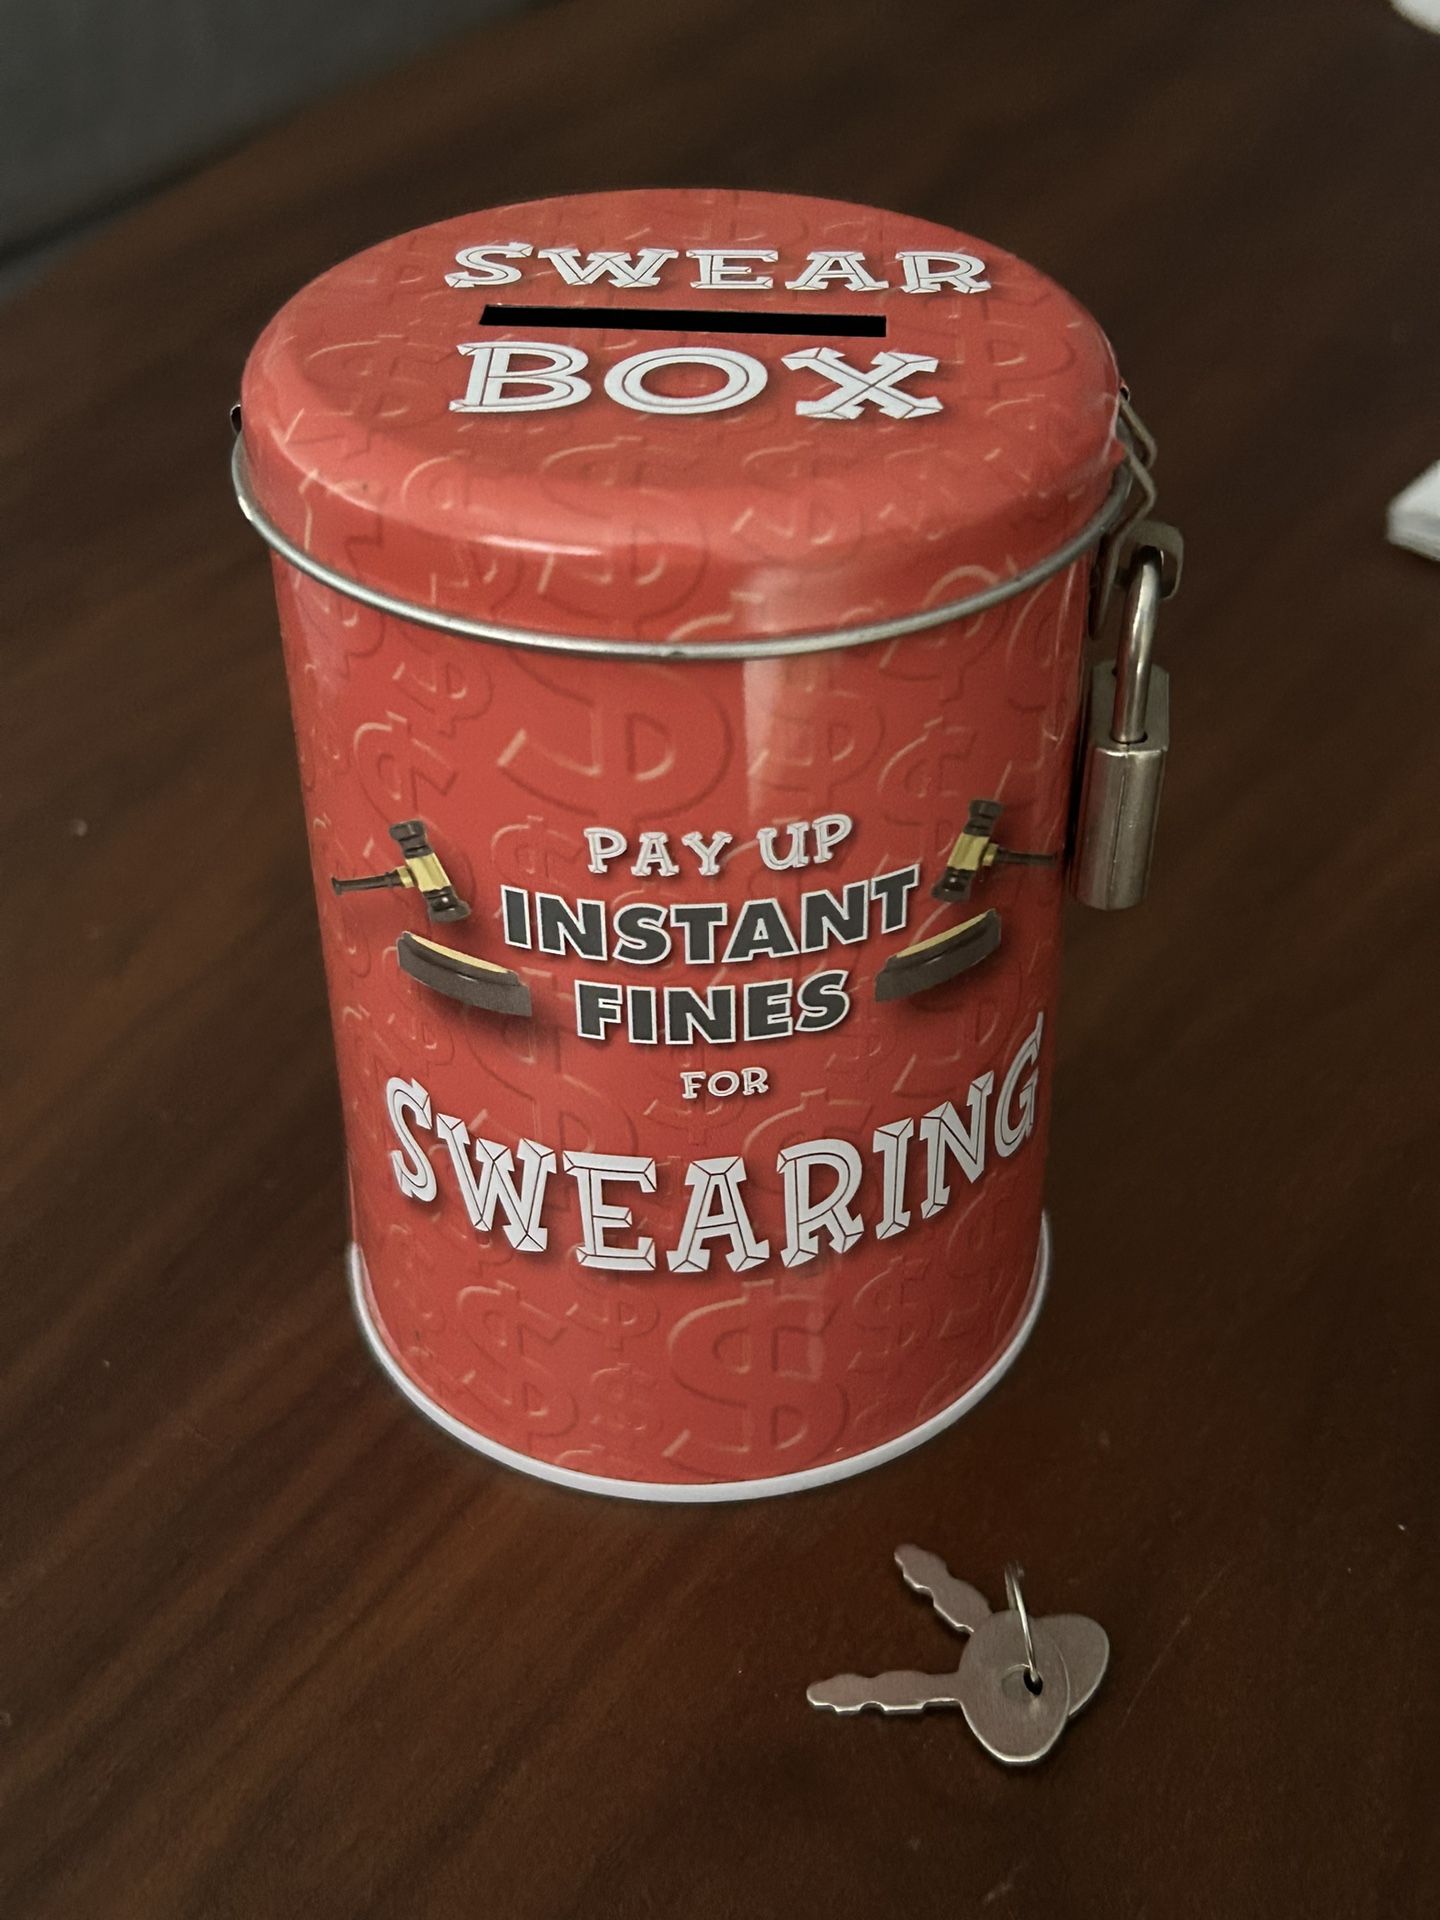 SWEAR
BOX
PAY UP
INSTANT
FINES
FOR
SWEARING